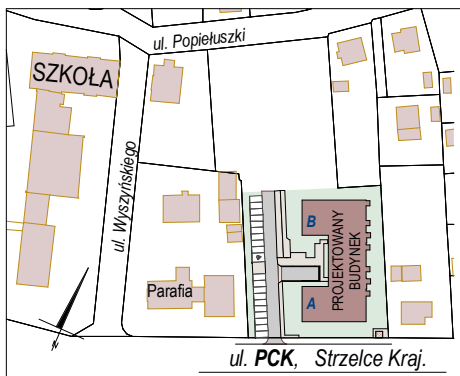 ul. Popiełuszki
SZKOŁA
ul. Wyszyńskiego
B
PROJEKTOWANY
BUDYNEK
Parafia
A
N
ul. PCK, Strzelce Kraj.